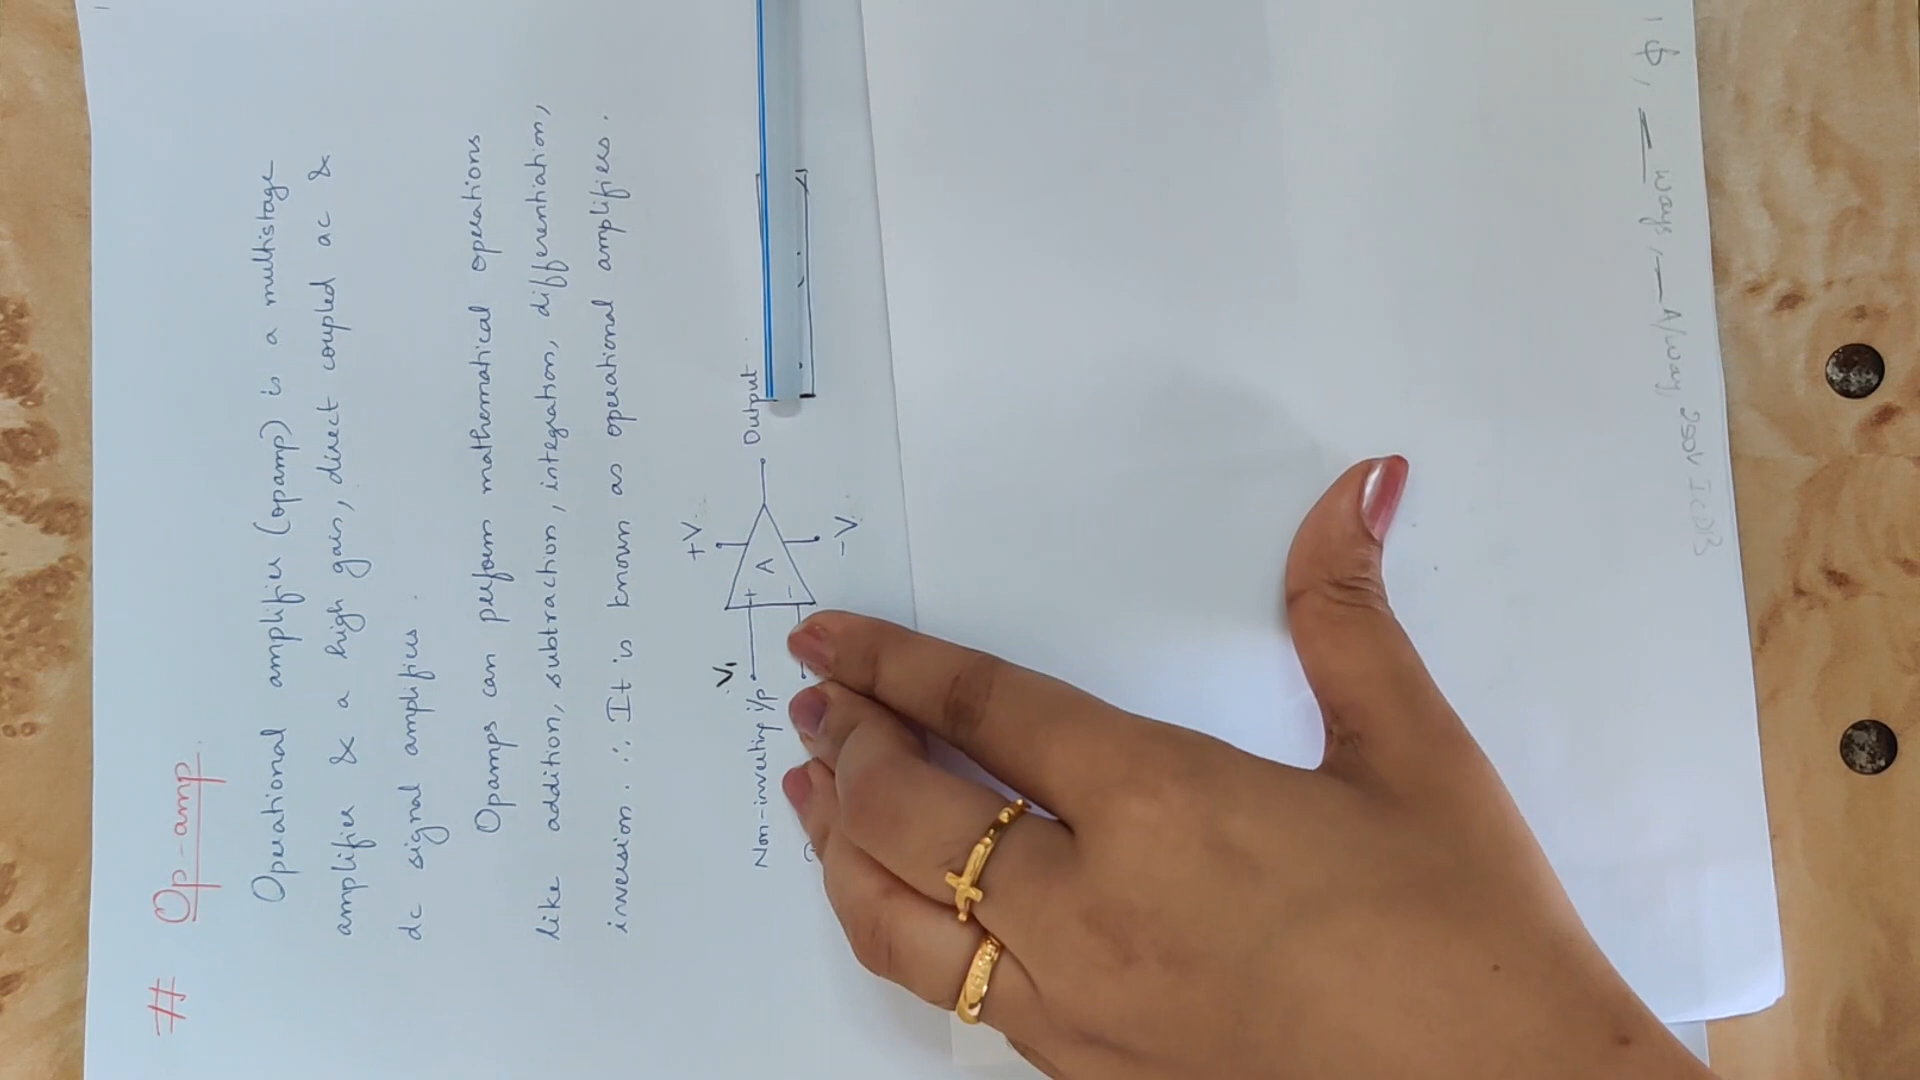 # Op-amp
Operational amplifier (opamp) is a multistage
amplifier & a high gain, direct coupled ac &
dc signal amplifier.
Opamps can perform mathematical operations
like addition, subtraction, integration, differentiation,
inversion. ∴ It is known as operational amplifiers.
+V
V1
Non-inverting i/p
+
A
-
Output
-V